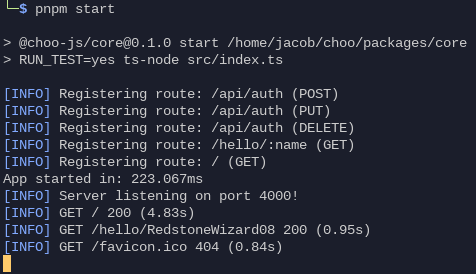 └─$ pnpm start
> @choo-js/core@0.1.0 start /home/jacob/choo/packages/core
> RUN_TEST=yes ts-node src/index.ts
[INFO] Registering route: /api/auth (POST)
[INFO] Registering route: /api/auth (PUT)
[INFO] Registering route: /api/auth (DELETE)
[INFO] Registering route: /hello/:name (GET)
[INFO] Registering route: / (GET)
App started in: 223.067ms
[INFO] Server listening on port 4000!
[INFO] GET / 200 (4.83s)
[INFO] GET /hello/RedstoneWizard08 200 (0.95s)
[INFO] GET /favicon.ico 404 (0.84s)